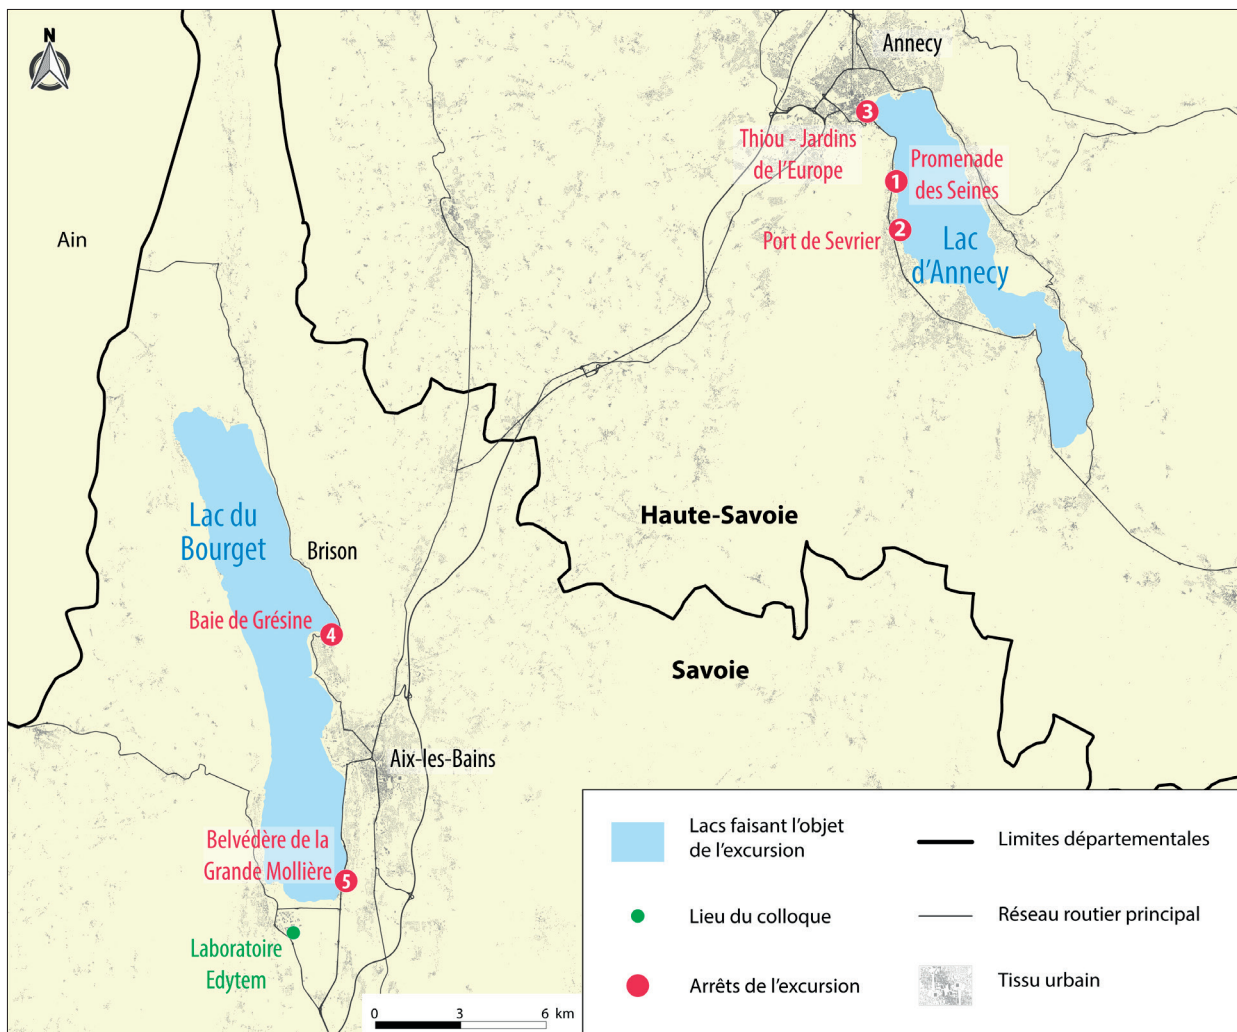 N
Annecy
3
Thiou - Jardins
de l'Europe
Promenade
des Seines
1
Ain
2
Port de Sevrier
Lac
d'Annecy
Lac du
Bourget
Haute-Savoie
Brison
Baie de Grésine
4
Savoie
Aix-les-Bains
Belvédère de la
Grande Mollière
5
Laboratoire
Edytem
0 3 6 km
Lacs faisant l'objet
de l'excursion
Lieu du colloque
Arrêts de l'excursion
Limites départementales
Réseau routier principal
Tissu urbain